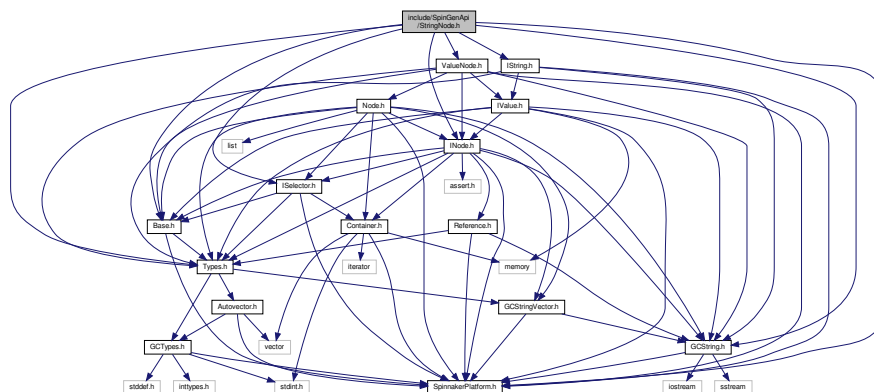 include/SpinGenApi
/StringNode.h
ValueNode.h
IString.h
Node.h
IValue.h
list
INode.h
ISelector.h
assert.h
Base.h
Container.h
Reference.h
Types.h
iterator
memory
Autovector.h
GCStringVector.h
GCTypes.h
vector
GCString.h
stddef.h
inttypes.h
stdint.h
SpinnakerPlatform.h
iostream
sstream